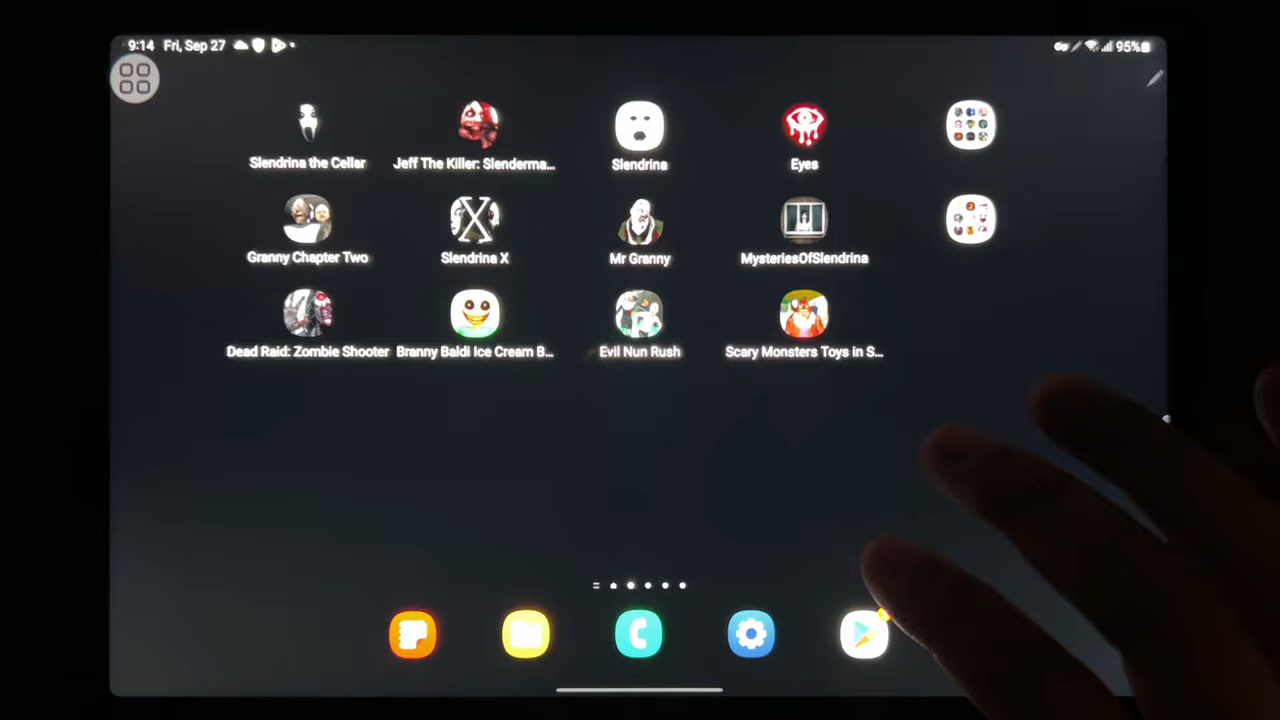 9:14 Fri, Sep 27
95%
Slendrina the Cellar
Jeff The Killer: Slenderma...
Slendrina
Eyes
Granny Chapter Two
Slendrina X
Mr Granny
MysteriesOfSlendrina
Dead Raid: Zombie Shooter
Branny Baldi Ice Cream B...
Evil Nun Rush
Scary Monsters Toys In S...